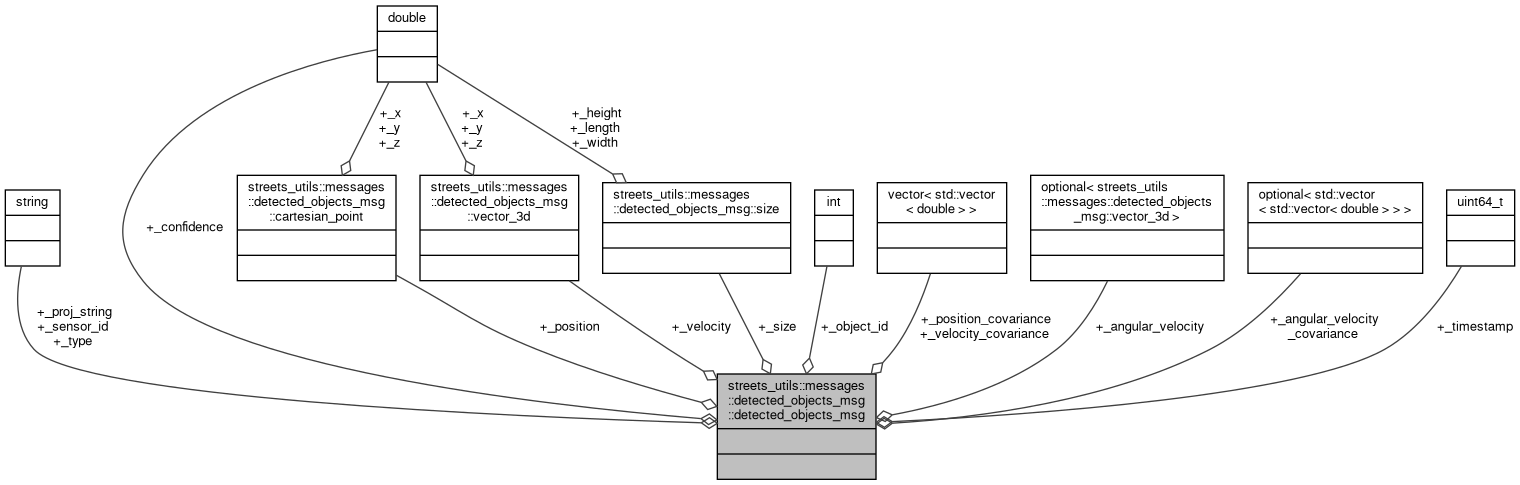 double
+_x
+_y
+_z
+_x
+_y
+_z
+_height
+_length
+_width
string
+_confidence
streets_utils::messages
::detected_objects_msg
::cartesian_point
streets_utils::messages
::detected_objects_msg
::vector_3d
streets_utils::messages
::detected_objects_msg::size
int
vector< std::vector
< double > >
optional< streets_utils
::messages::detected_objects
_msg::vector_3d >
optional< std::vector
< std::vector< double > > >
uint64_t
+_proj_string
+_sensor_id
+_type
+_position
+_velocity
+_size
+_object_id
+_position_covariance
+_velocity_covariance
+_angular_velocity
+_angular_velocity
_covariance
+_timestamp
streets_utils::messages
::detected_objects_msg
::detected_objects_msg